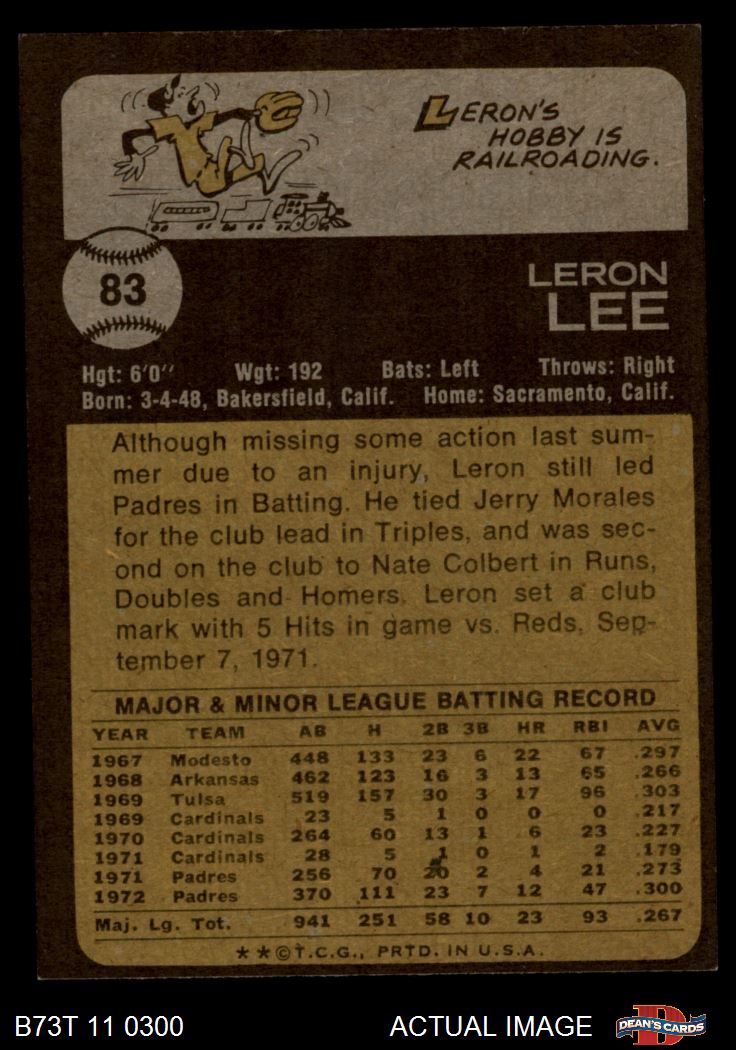 LERON'S
HOBBY IS
RAILROADING.
83
LERON
LEE
Hgt: 6'0" Wgt: 192 Bats: Left Throws: Right
Born: 3-4-48, Bakersfield, Calif. Home: Sacramento, Calif.
Although missing some action last sum-
mer due to an injury, Leron still led
Padres in Batting. He tied Jerry Morales
for the club lead in Triples, and was sec-
ond on the club to Nate Colbert in Runs,
Doubles and Homers. Leron set a club
mark with 5 Hits in game vs. Reds, Sep-
tember 7, 1971.
MAJOR & MINOR LEAGUE BATTING RECORD
YEAR TEAM AB H 2B 3B HR RBI AVG
1967 Modesto 448 133 23 6 22 67 .297
1968 Arkansas 462 123 16 3 13 65 .266
1969 Tulsa 519 157 30 3 17 96 .303
1969 Cardinals 23 5 1 0 0 0 .217
1970 Cardinals 264 60 13 1 6 23 .227
1971 Cardinals 28 5 1 0 1 2 .179
1971 Padres 256 70 20 2 4 21 .273
1972 Padres 370 111 23 7 12 47 .300
Maj. Lg. Tot. 941 251 58 10 23 93 .267
★ ★ © T.C.G., PRTD. IN U.S.A.
B73T 11 0300 ACTUAL IMAGE DEAN'S CARDS